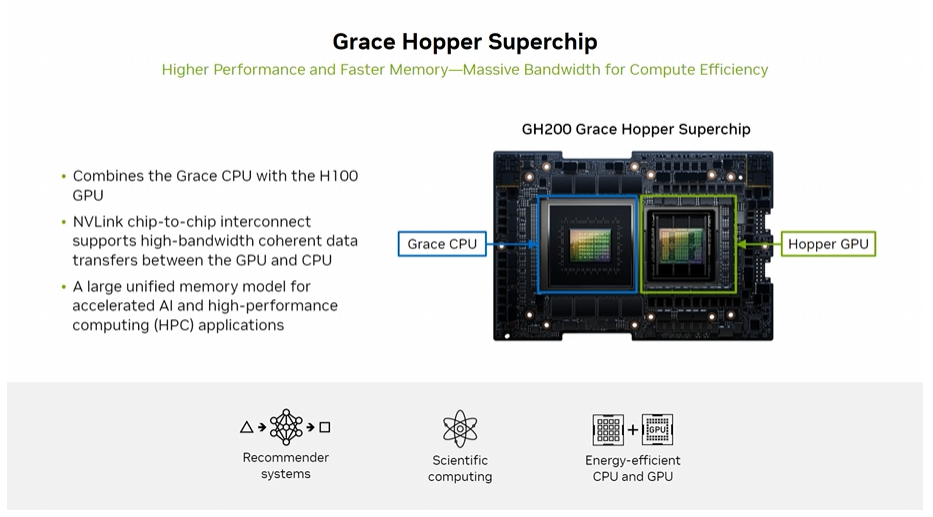 Grace Hopper Superchip
Higher Performance and Faster Memory—Massive Bandwidth for Compute Efficiency
GH200 Grace Hopper Superchip
• Combines the Grace CPU with the H100
GPU
• NVLink chip-to-chip interconnect
supports high-bandwidth coherent data
transfers between the GPU and CPU
• A large unified memory model for
accelerated AI and high-performance
computing (HPC) applications
Grace CPU
Hopper GPU
Recommender
systems
Scientific
computing
GPU
Energy-efficient
CPU and GPU